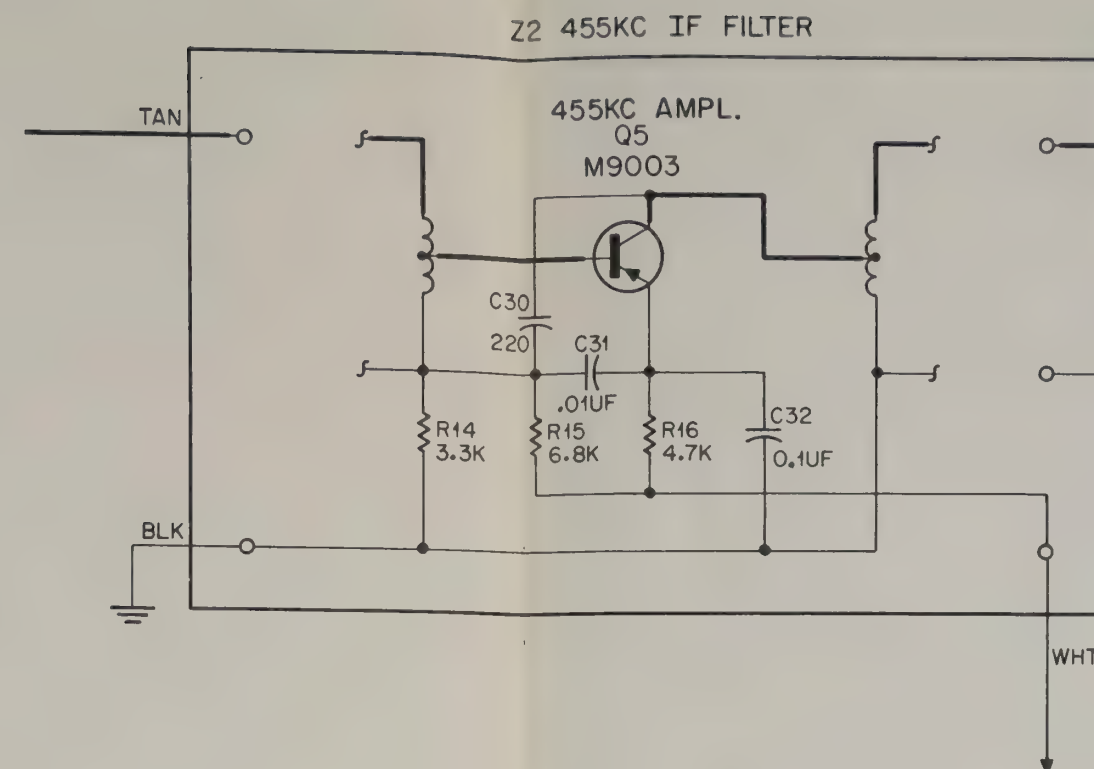 Z2 455KC IF FILTER
TAN
455KC AMPL.
Q5
M9003
C30
220
C31
.01UF
R14
3.3K
R15
6.8K
R16
4.7K
C32
0.1UF
BLK
WHT